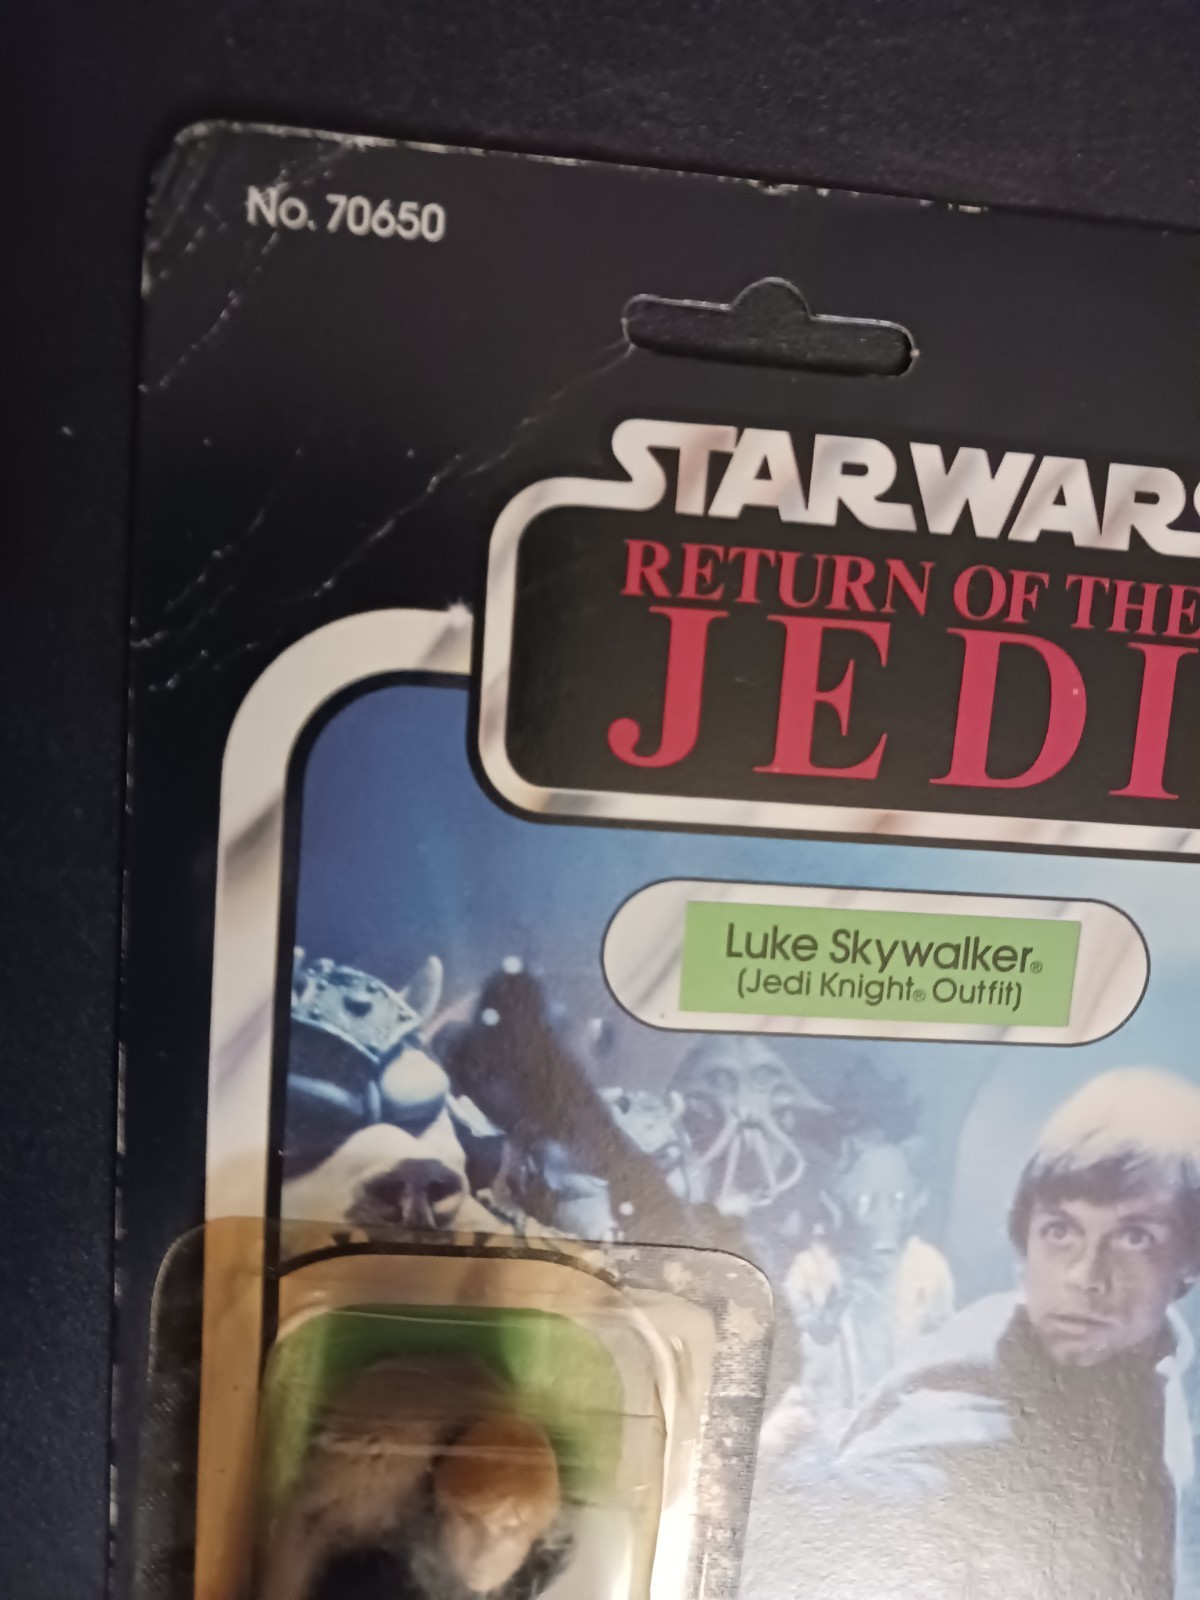 No. 70650
STAR WARS
RETURN OF THE
JEDI
Luke Skywalker®
(Jedi Knight® Outfit)